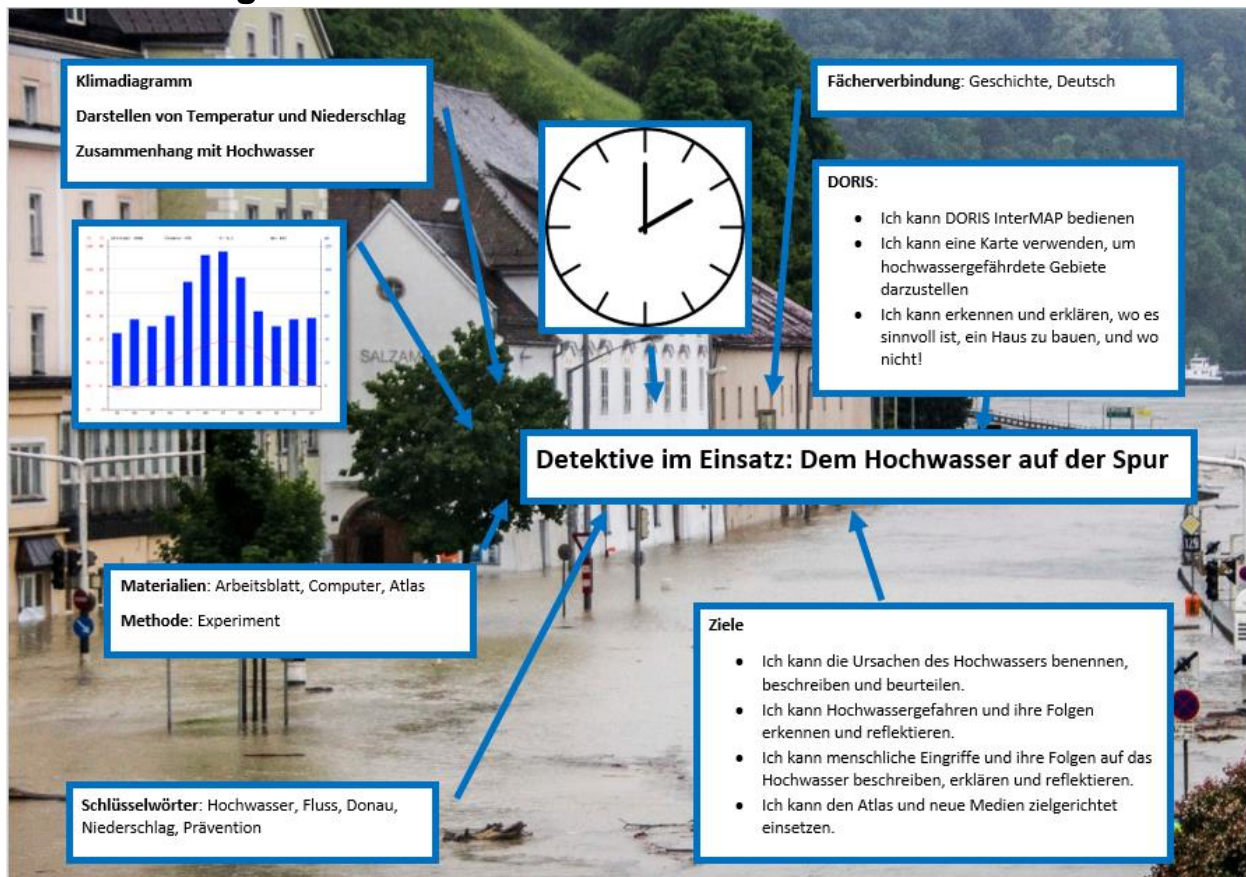 Klimadiagramm
Darstellen von Temperatur und Niederschlag
Zusammenhang mit Hochwasser
Fächerverbindung: Geschichte, Deutsch
DORIS:
• Ich kann DORIS InterMAP bedienen
• Ich kann eine Karte verwenden, um
hochwassergefährdete Gebiete
darzustellen
• Ich kann erkennen und erklären, wo es
sinnvoll ist, ein Haus zu bauen, und wo
nicht!
Detektive im Einsatz: Dem Hochwasser auf der Spur
Materialien: Arbeitsblatt, Computer, Atlas
Methode: Experiment
Ziele
• Ich kann die Ursachen des Hochwassers benennen,
beschreiben und beurteilen.
• Ich kann Hochwassergefahren und ihre Folgen
erkennen und reflektieren.
• Ich kann menschliche Eingriffe und ihre Folgen auf das
Hochwasser beschreiben, erklären und reflektieren.
• Ich kann den Atlas und neue Medien zielgerichtet
einsetzen.
Schlüsselwörter: Hochwasser, Fluss, Donau,
Niederschlag, Prävention